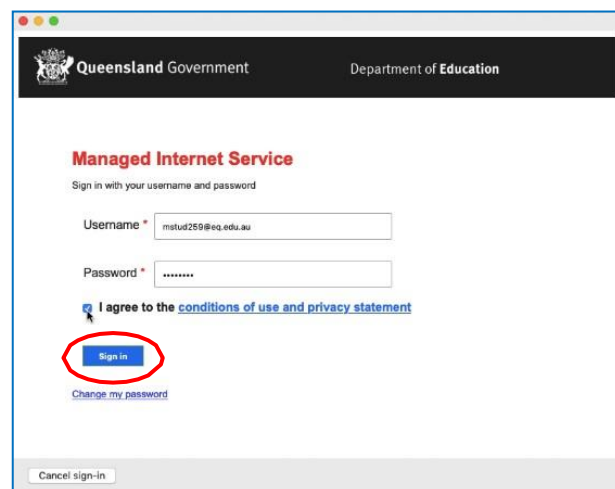 Queensland Government Department of Education
Managed Internet Service
Sign in with your username and password
Username * mstud259@eq.edu.au
Password * ••••••••
I agree to the conditions of use and privacy statement
Sign in
Change my password
Cancel sign-in